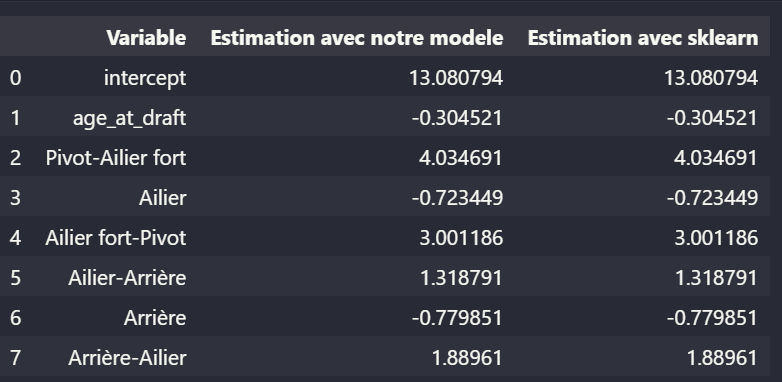 Variable Estimation avec notre modele Estimation avec sklearn
0 intercept 13.080794 13.080794
1 age_at_draft -0.304521 -0.304521
2 Pivot-Ailier fort 4.034691 4.034691
3 Ailier -0.723449 -0.723449
4 Ailier fort-Pivot 3.001186 3.001186
5 Ailier-Arrière 1.318791 1.318791
6 Arrière -0.779851 -0.779851
7 Arrière-Ailier 1.88961 1.88961